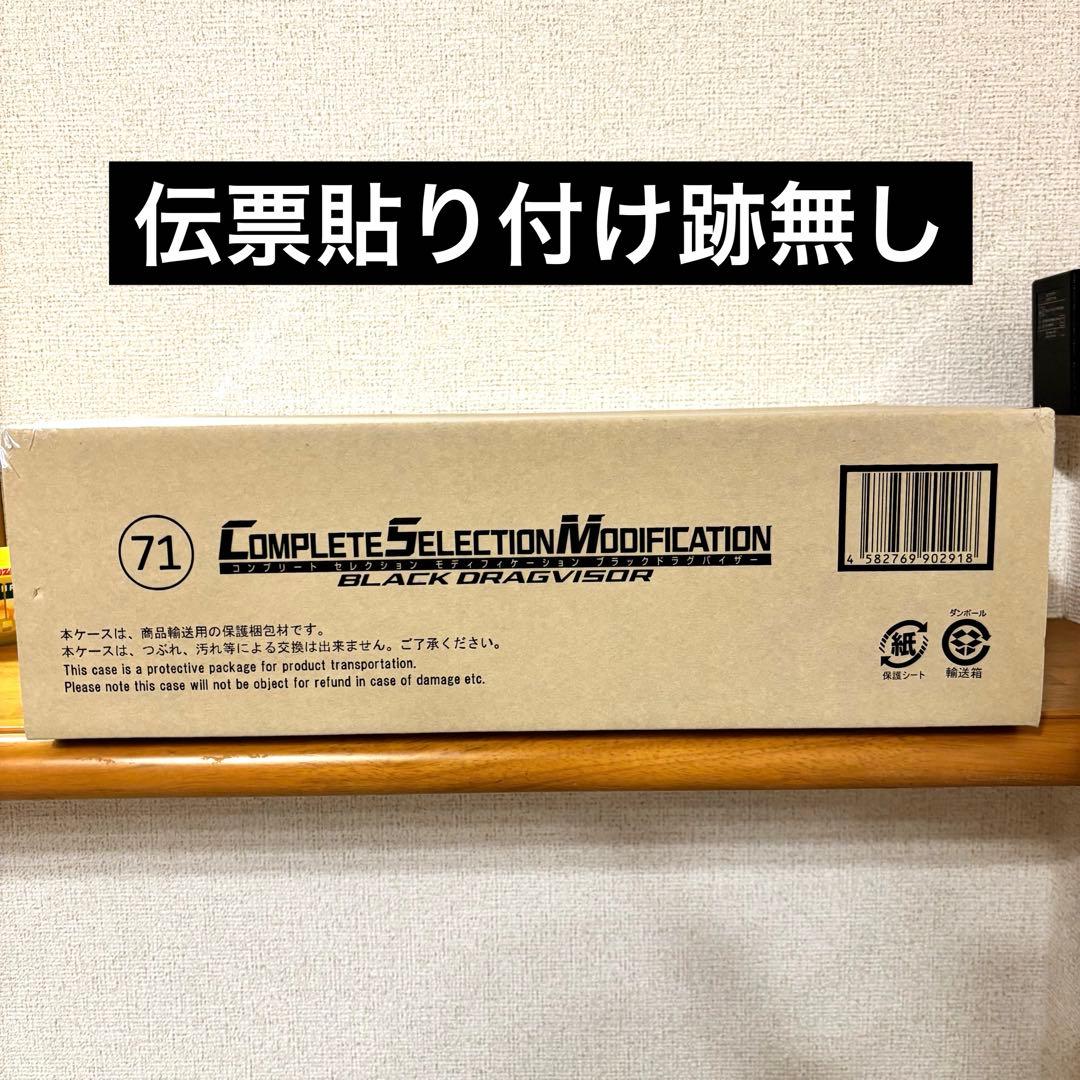 伝票貼り付け跡無し
71
COMPLETE SELECTION MODIFICATION
コンプリート セレクション モディフィケーション ブラックドラグバイザー
BLACK DRAGVISOR
4 582769 902918
本ケースは、商品輸送用の保護梱包材です。
本ケースは、つぶれ、汚れ等による交換は出来ません。ご了承ください。
This case is a protective package for product transportation.
Please note this case will not be object for refund in case of damage etc.
紙
保護シート
ダンボール
輸送箱